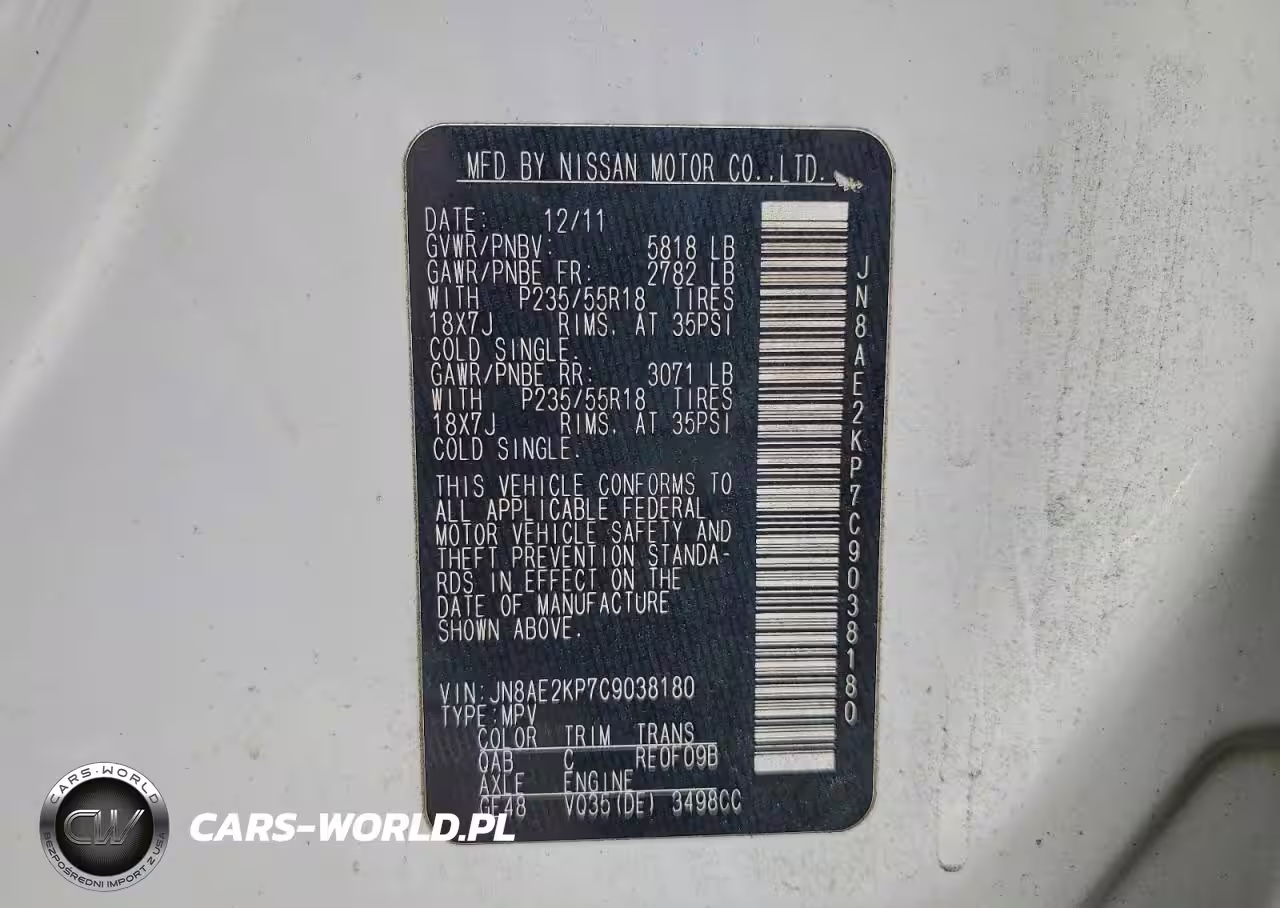 MFD BY NISSAN MOTOR CO.,LTD.
DATE: 12/11
GVWR/PNBV: 5818 LB
GAWR/PNBE FR: 2782 LB
WITH P235/55R18 TIRES
18X7J RIMS, AT 35PSI
COLD SINGLE.
GAWR/PNBE RR: 3071 LB
WITH P235/55R18 TIRES
18X7J RIMS, AT 35PSI
COLD SINGLE.
THIS VEHICLE CONFORMS TO
ALL APPLICABLE FEDERAL
MOTOR VEHICLE SAFETY AND
THEFT PREVENTION STANDA-
RDS IN EFFECT ON THE
DATE OF MANUFACTURE
SHOWN ABOVE.
VIN:JN8AE2KP7C9038180
TYPE:MPV
COLOR TRIM TRANS
QAB C RE0F09B
AXLE ENGINE
GF48 VQ35(DE) 3498CC
JN8AE2KP7C9038180
CARS-WORLD
CW
BEZPOŚREDNI IMPORT Z USA
CARS-WORLD.PL